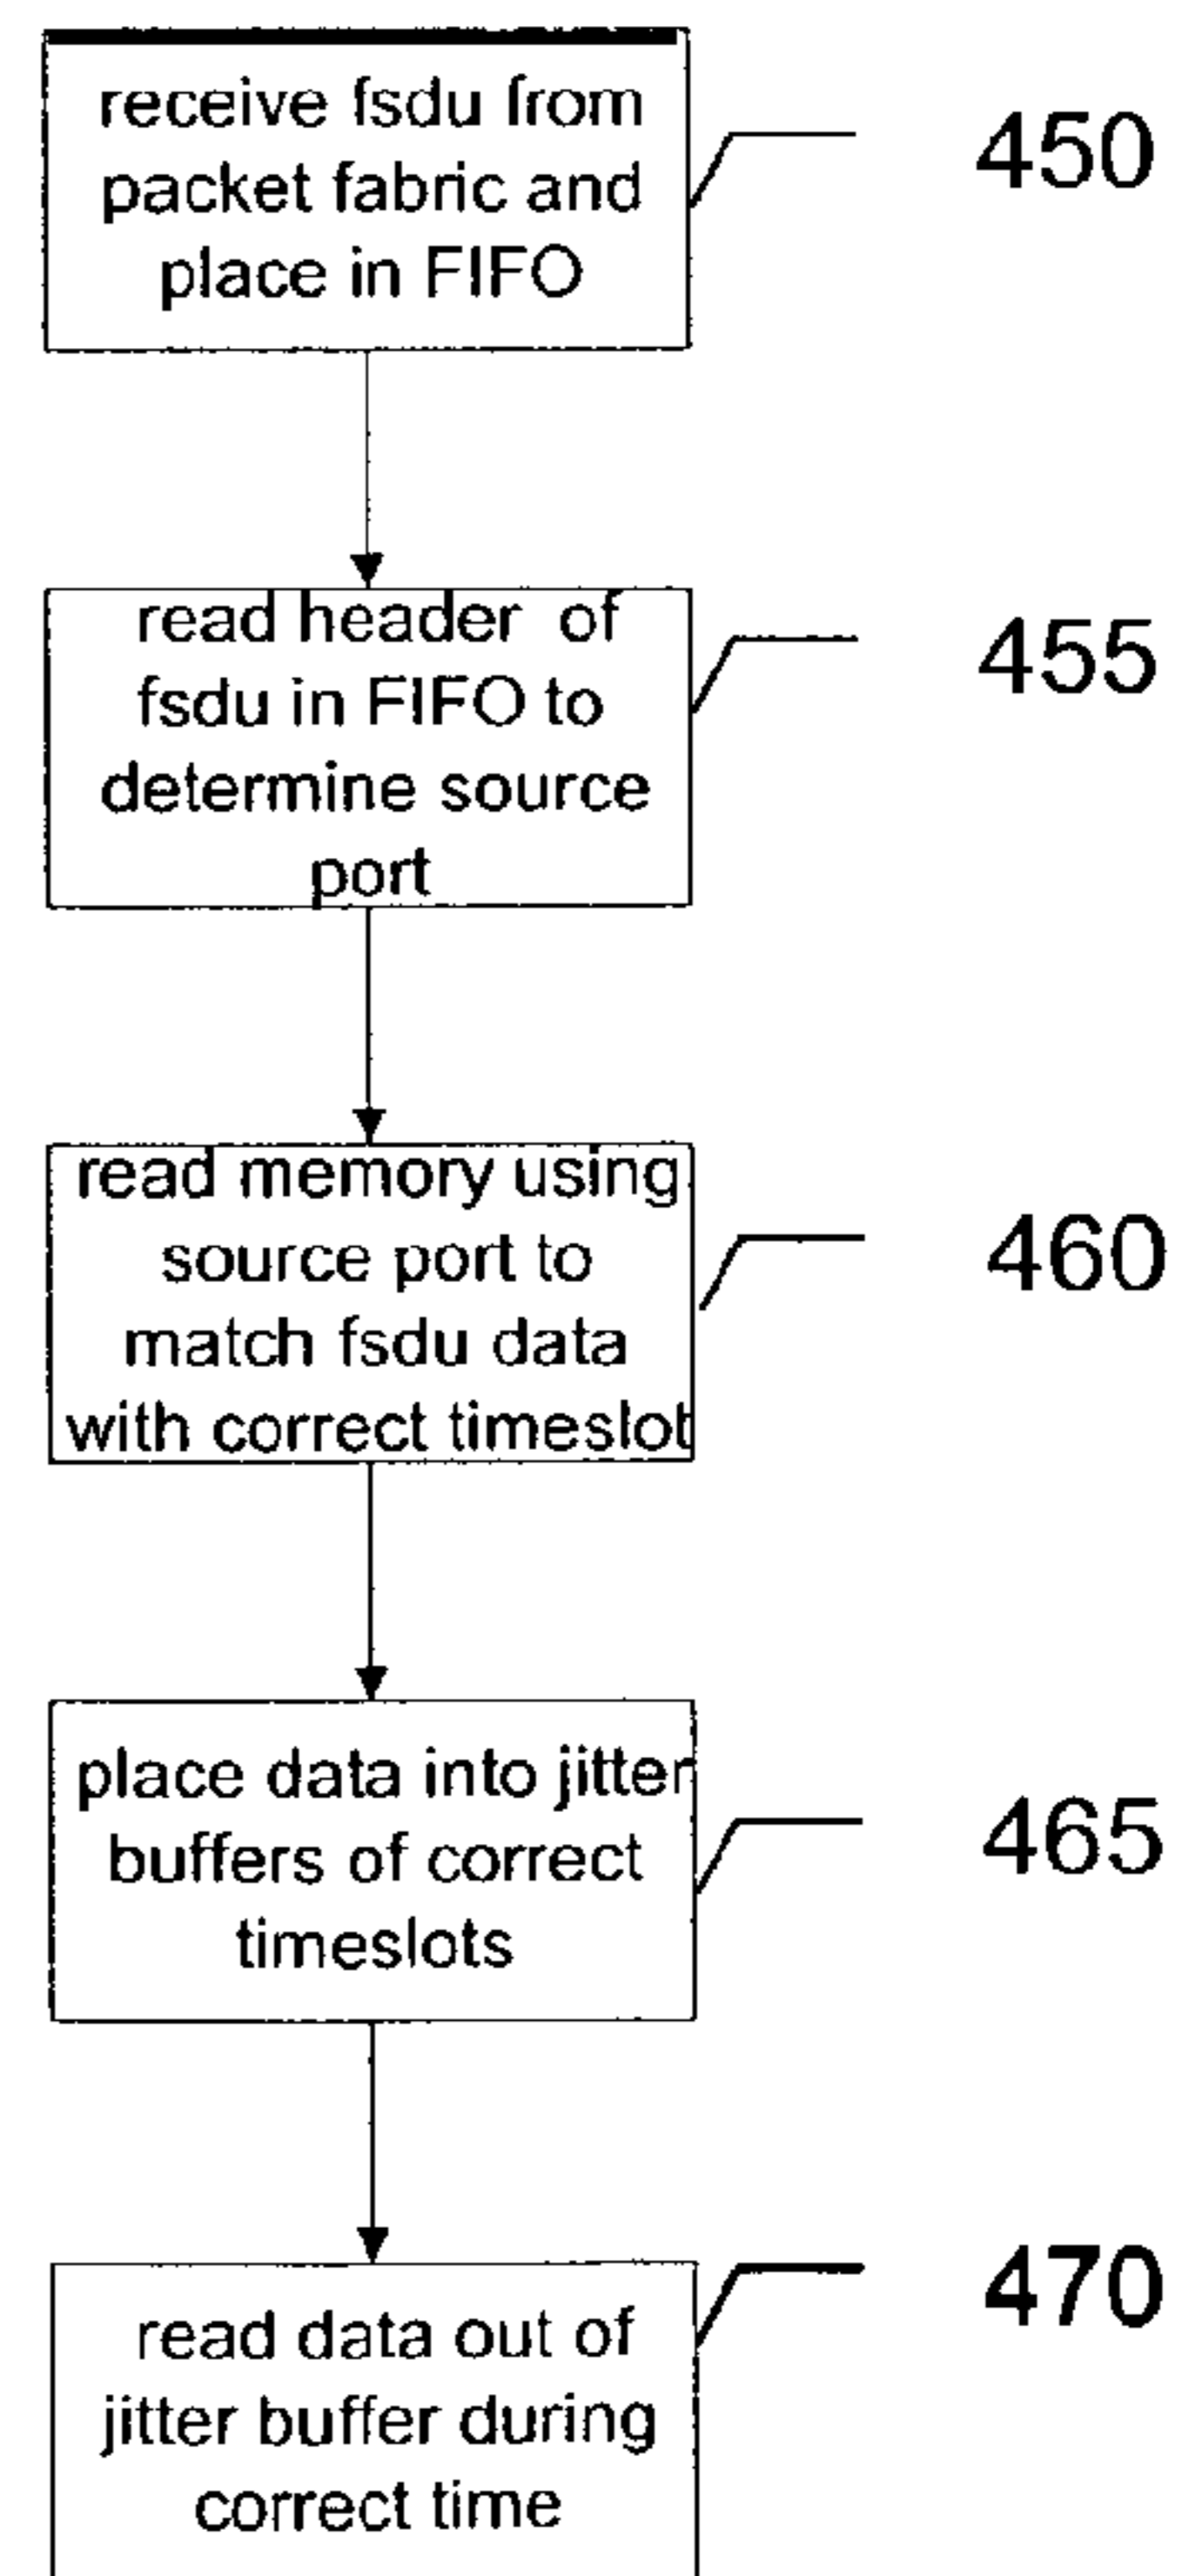 receive fsdu from
packet fabric and
place in FIFO
450
read header of
fsdu in FIFO to
determine source
port
455
read memory using
source port to
match fsdu data
with correct timeslot
460
place data into jitter
buffers of correct
timeslots
465
read data out of
jitter buffer during
correct time
470